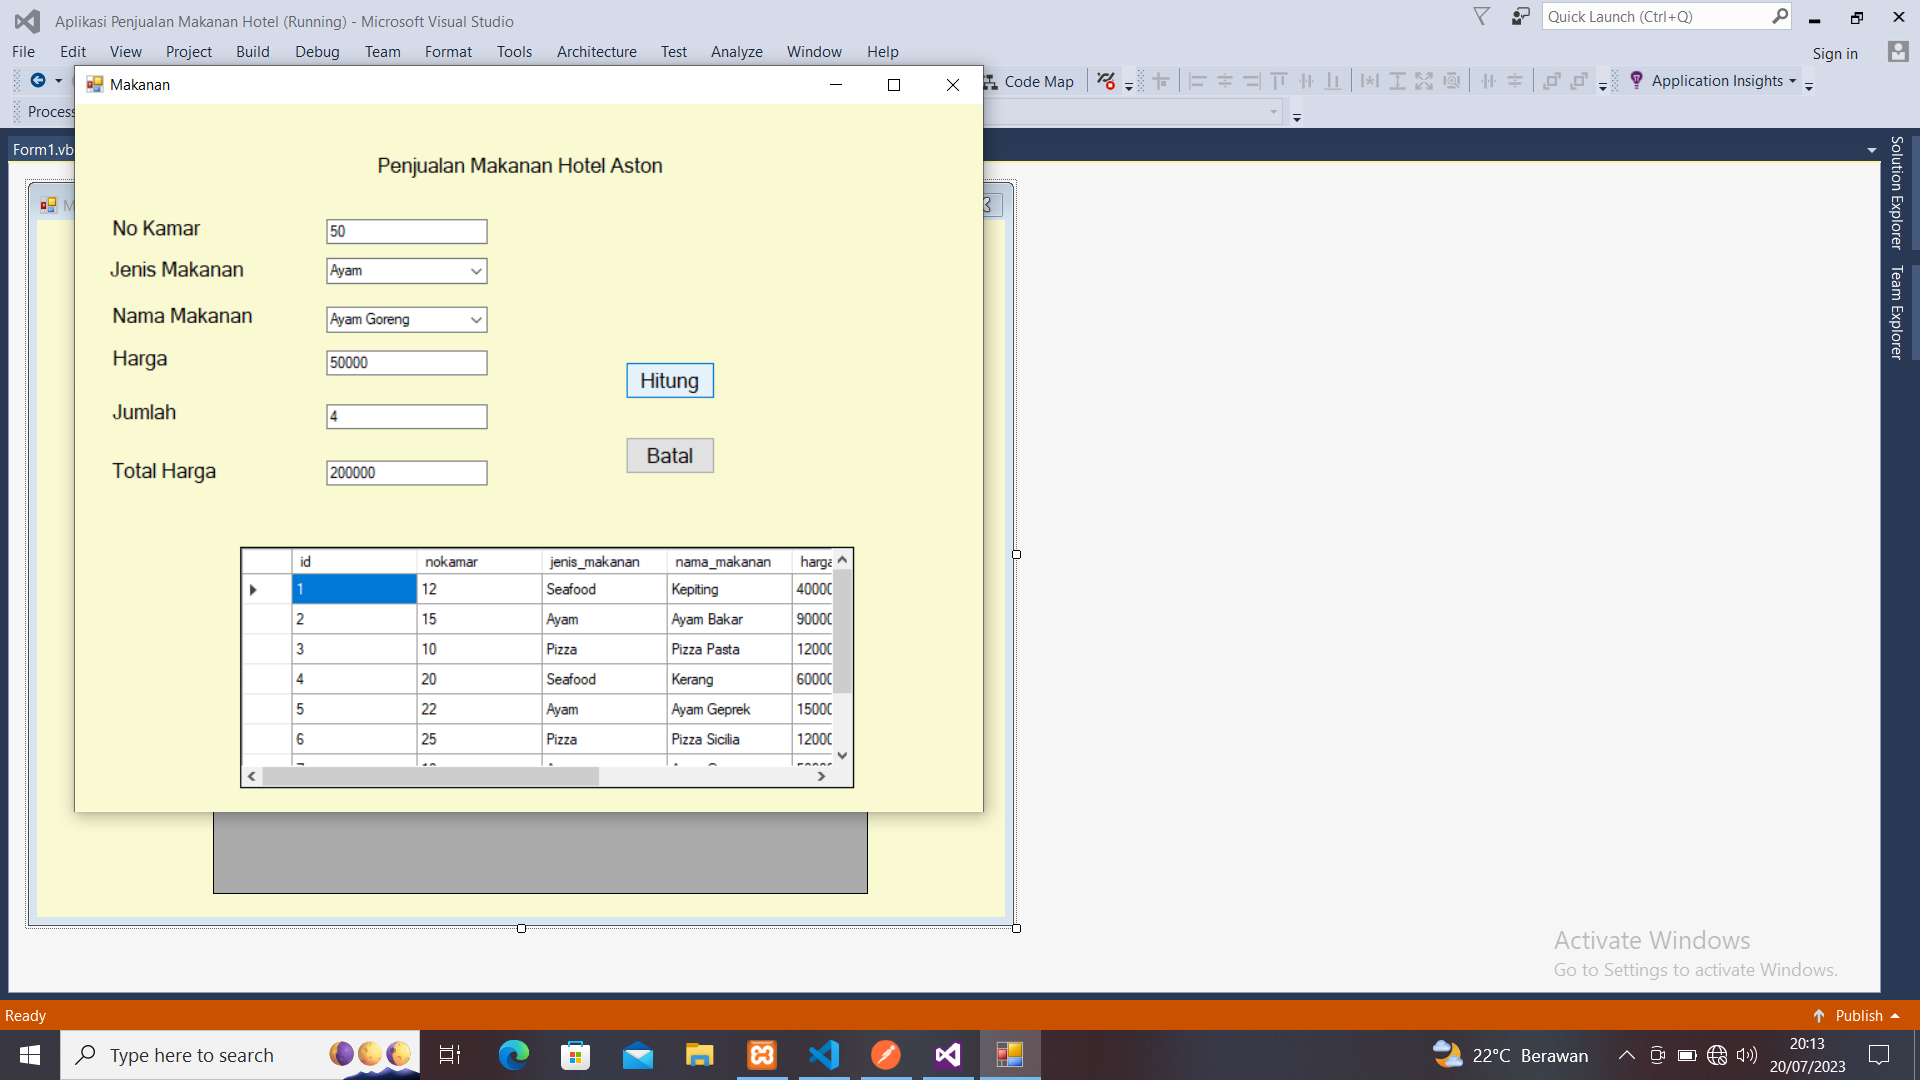 Aplikasi Penjualan Makanan Hotel (Running) - Microsoft Visual Studio
Quick Launch (Ctrl+Q)
File Edit View Project Build Debug Team Format Tools Architecture Test Analyze Window Help
Sign in
Makanan
Code Map
Application Insights
Process
Form1.vb
Solution Explorer
Team Explorer
Penjualan Makanan Hotel Aston
No Kamar 50
Jenis Makanan Ayam
Nama Makanan Ayam Goreng
Harga 50000
Hitung
Jumlah 4
Batal
Total Harga 200000
id nokamar jenis_makanan nama_makanan harga
1 12 Seafood Kepiting 40000
2 15 Ayam Ayam Bakar 90000
3 10 Pizza Pizza Pasta 12000
4 20 Seafood Kerang 60000
5 22 Ayam Ayam Geprek 15000
6 25 Pizza Pizza Sicilia 12000
Activate Windows
Go to Settings to activate Windows.
Ready
Publish
Type here to search
22°C Berawan
20:13
20/07/2023